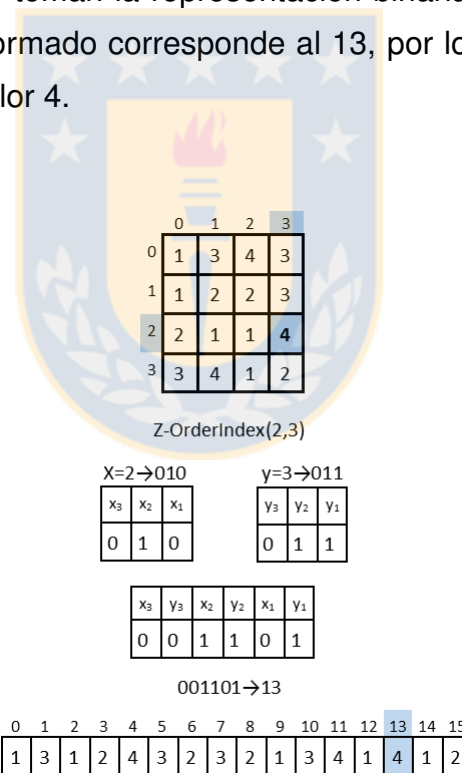 toman la representación binaria
ormado corresponde al 13, por lo
lor 4.
0 1 2 3
0 1 3 4 3
1 1 2 2 3
2 2 1 1 4
3 3 4 1 2
Z-OrderIndex(2,3)
X=2→010 y=3→011
x₃ x₂ x₁ y₃ y₂ y₁
0 1 0 0 1 1
x₃ y₃ x₂ y₂ x₁ y₁
0 0 1 1 0 1
001101→13
0 1 2 3 4 5 6 7 8 9 10 11 12 13 14 15
1 3 1 2 4 3 2 3 2 1 3 4 1 4 1 2